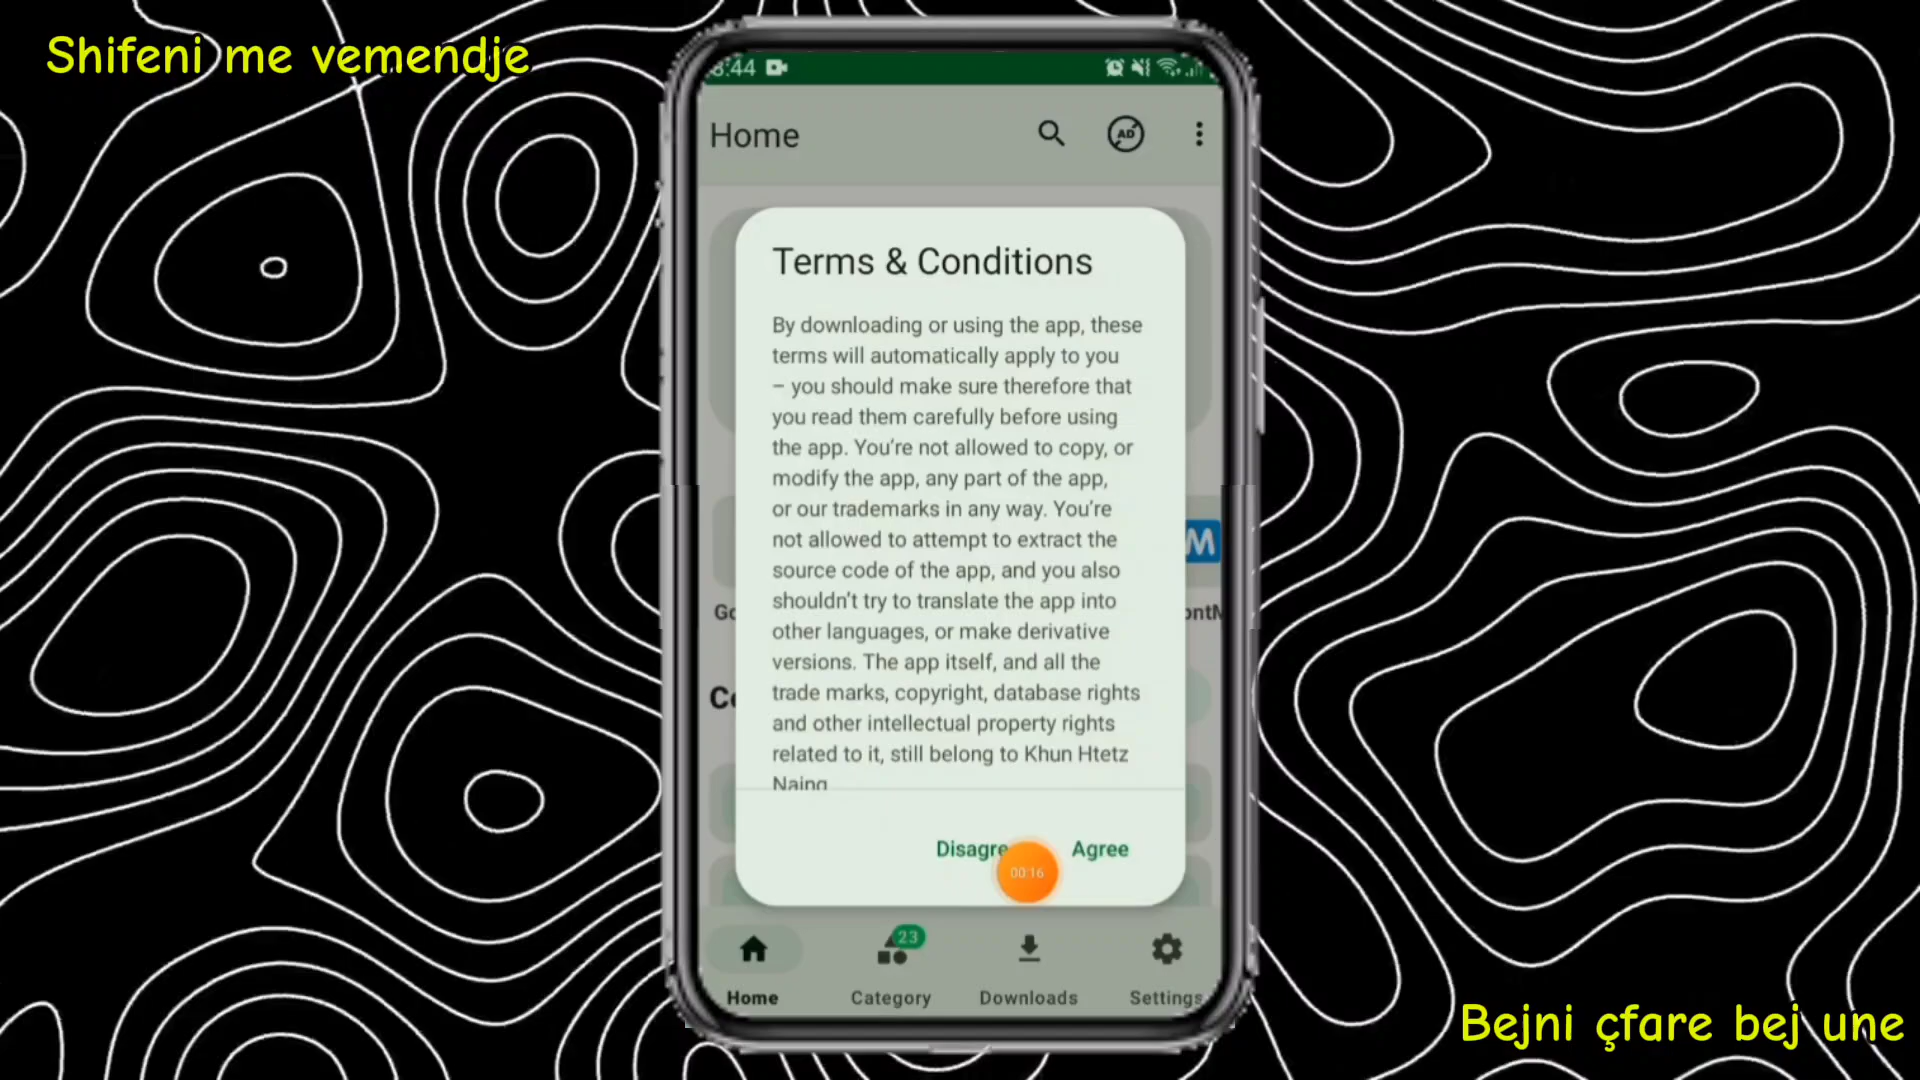 Shifeni me vemendje
8:44
Home
AD
Terms & Conditions
By downloading or using the app, these
terms will automatically apply to you
– you should make sure therefore that
you read them carefully before using
the app. You're not allowed to copy, or
modify the app, any part of the app,
or our trademarks in any way. You're
not allowed to attempt to extract the
source code of the app, and you also
shouldn't try to translate the app into
other languages, or make derivative
versions. The app itself, and all the
trade marks, copyright, database rights
and other intellectual property rights
related to it, still belong to Khun Htetz
Naing
M
Disagre
Agree
00:16
23
Home
Category
Downloads
Settings
Bejni çfare bej une